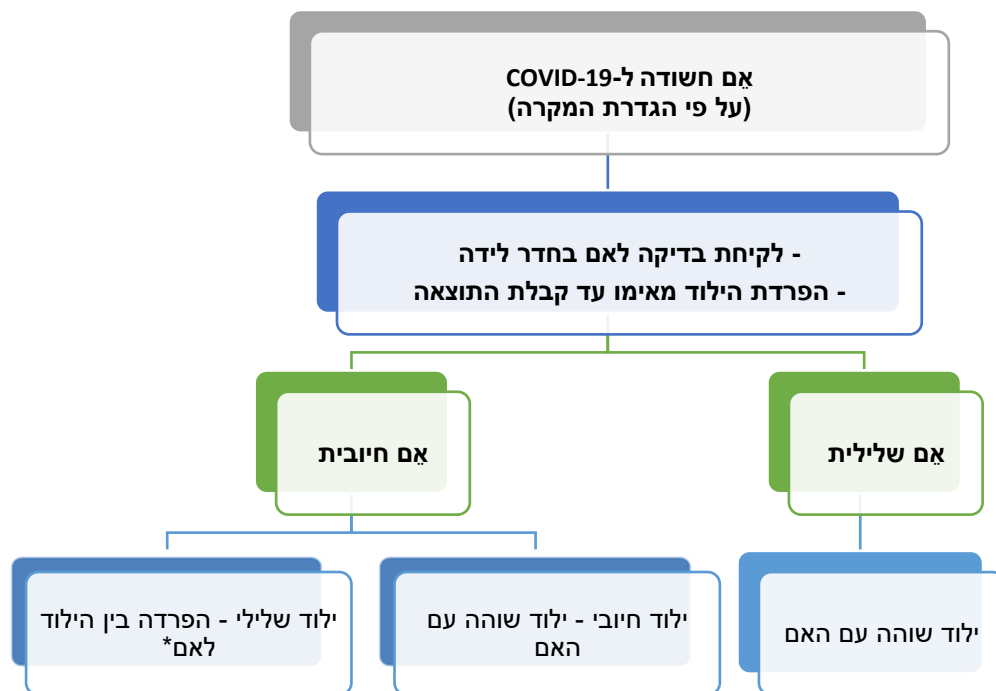 אֵם חשודה ל-COVID-19
(על פי הגדרת המקרה)
- לקיחת בדיקה לאם בחדר לידה
- הפרדת הילוד מאימו עד קבלת התוצאה
אֵם שלילית
אֵם חיובית
ילוד שוהה עם האם
ילוד חיובי - ילוד שוהה עם
האם
ילוד שלילי - הפרדה בין הילוד
לאם*